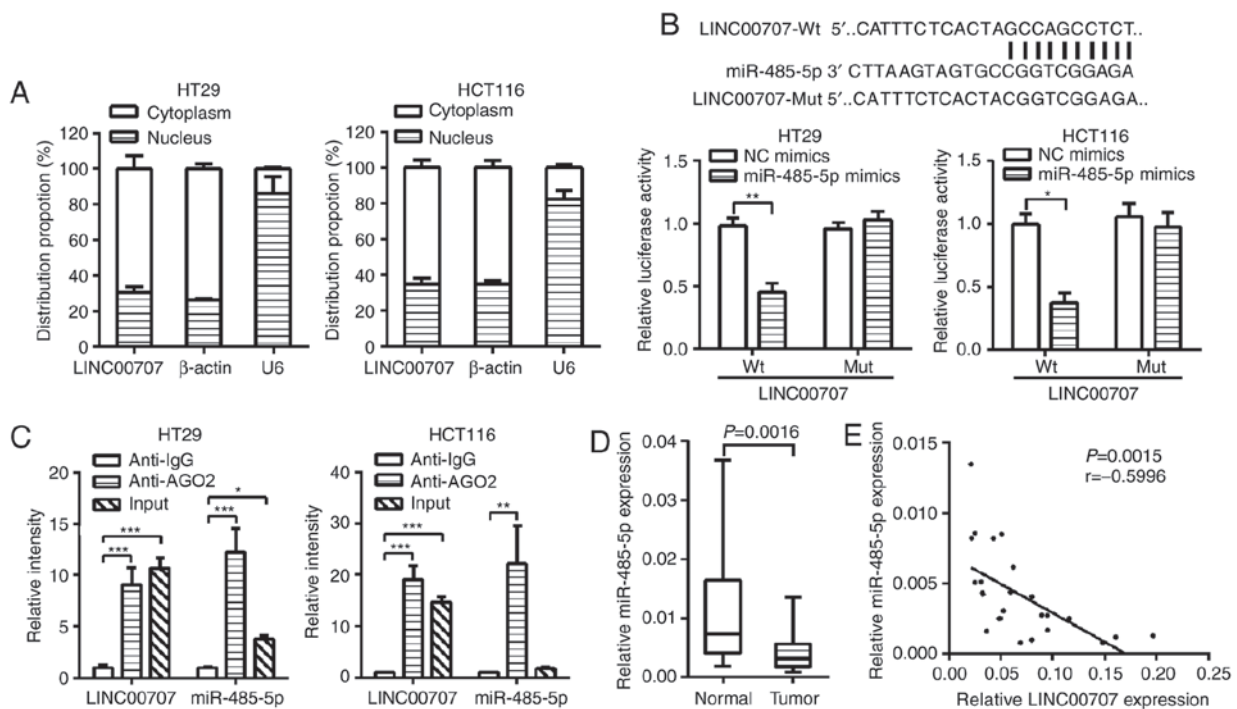 A
HT29
Cytoplasm
Nucleus
Distribution propotion (%)
120
100
80
60
40
20
0
LINC00707 β-actin U6
HCT116
Cytoplasm
Nucleus
Distribution propotion (%)
120
100
80
60
40
20
0
LINC00707 β-actin U6
B
LINC00707-Wt 5′..CATTTCTCACTAGCCAGCCTCT..
miR-485-5p 3′ CTTAAGTAGTGCCGGTCGGAGA
LINC00707-Mut 5′..CATTTCTCACTACGGTCGGAGA..
HT29
NC mimics
miR-485-5p mimics
Relative luciferase activity
1.5
1.0
0.5
0.0
**
Wt Mut
LINC00707
HCT116
NC mimics
miR-485-5p mimics
Relative luciferase activity
1.5
1.0
0.5
0.0
*
Wt Mut
LINC00707
C
HT29
Anti-IgG
Anti-AGO2
Input
Relative intensity
20
15
10
5
0
***
***
*
***
LINC00707 miR-485-5p
HCT116
Anti-IgG
Anti-AGO2
Input
Relative intensity
40
30
20
10
0
***
***
**
LINC00707 miR-485-5p
D
P=0.0016
Relative miR-485-5p expression
0.04
0.03
0.02
0.01
0.00
Normal Tumor
E
P=0.0015
r=−0.5996
Relative miR-485-5p expression
0.015
0.010
0.005
0.000
0.00 0.05 0.10 0.15 0.20 0.25
Relative LINC00707 expression